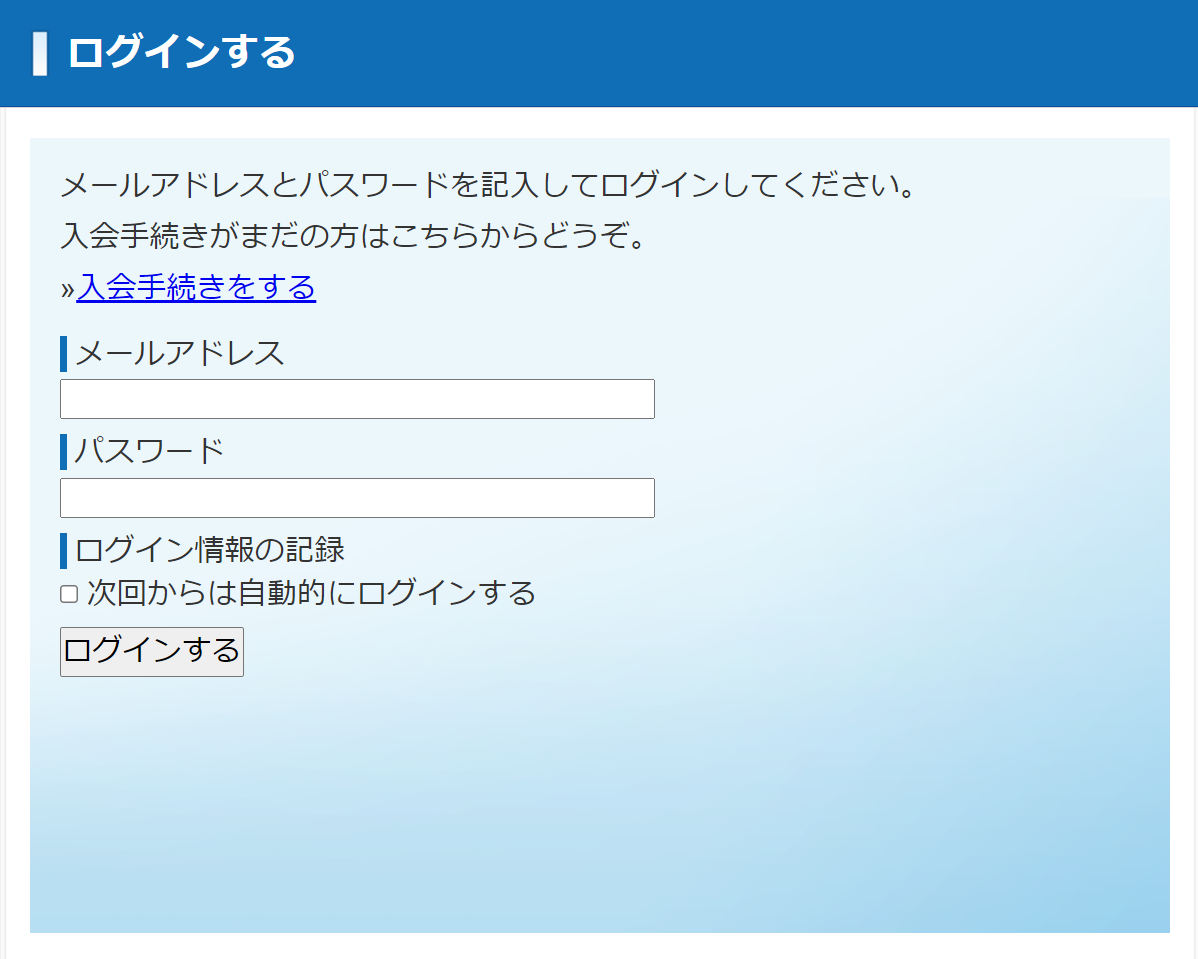 ログインする
メールアドレスとパスワードを記入してログインしてください。
入会手続きがまだの方はこちらからどうぞ。
»入会手続きをする
メールアドレス
パスワード
ログイン情報の記録
次回からは自動的にログインする
ログインする